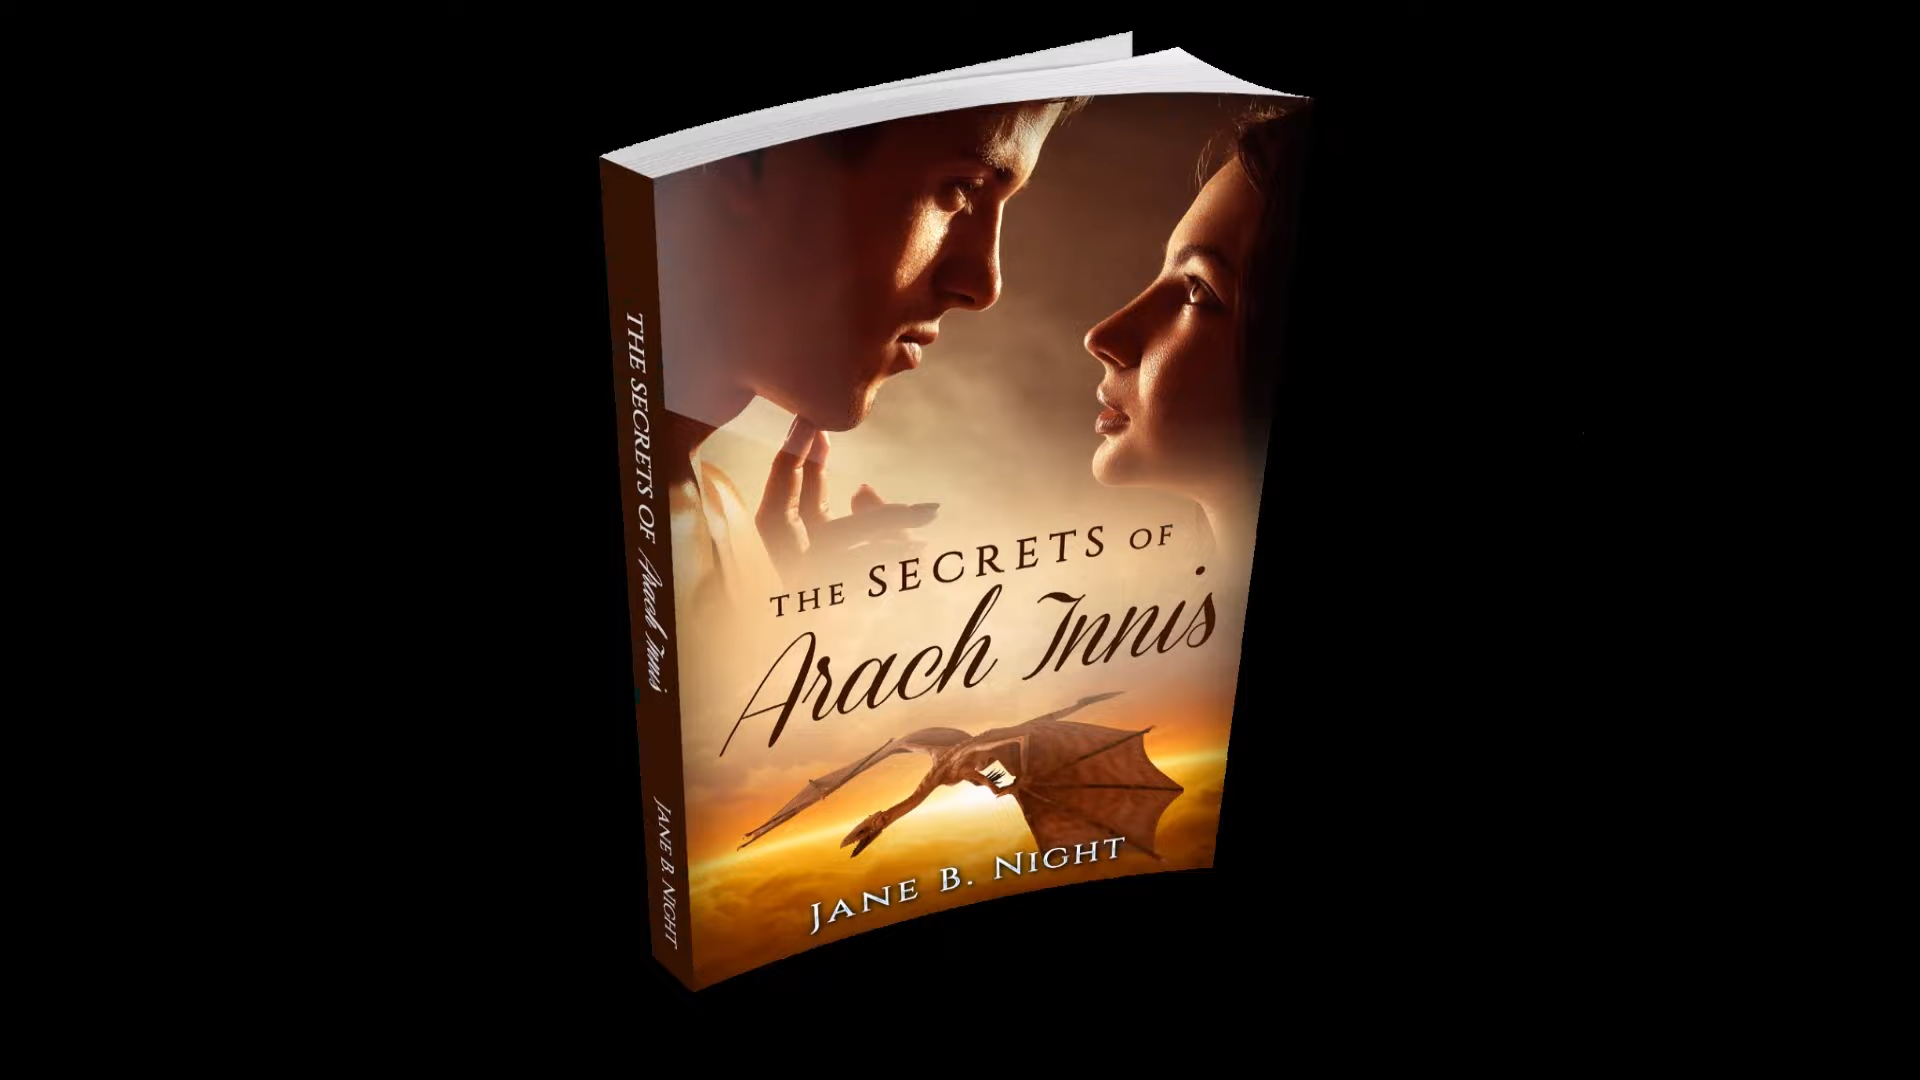 THE SECRETS OF
Arach Innis
JANE B. NIGHT
THE SECRETS OF Arach Innis
JANE B. NIGHT